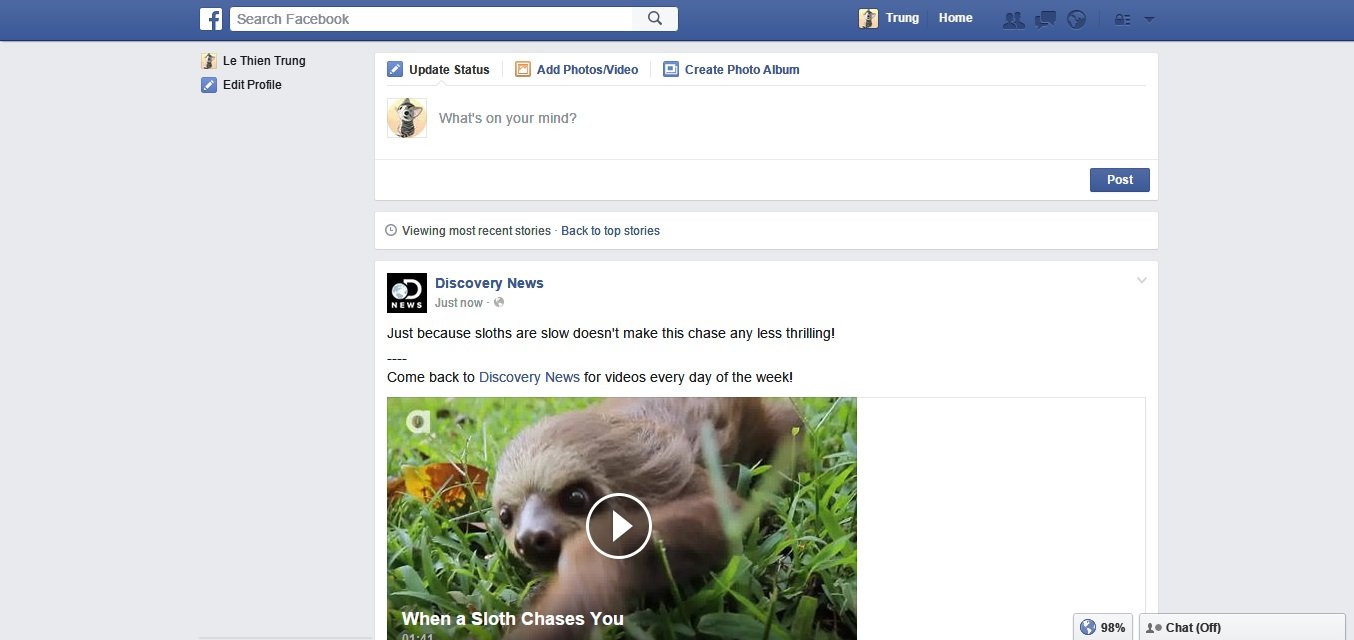 Search Facebook
Trung Home
Le Thien Trung
Edit Profile
Update Status Add Photos/Video Create Photo Album
What's on your mind?
Post
Viewing most recent stories · Back to top stories
NEWS
Discovery News
Just now ·
Just because sloths are slow doesn't make this chase any less thrilling!
----
Come back to Discovery News for videos every day of the week!
a
When a Sloth Chases You
01:41
98% Chat (Off)